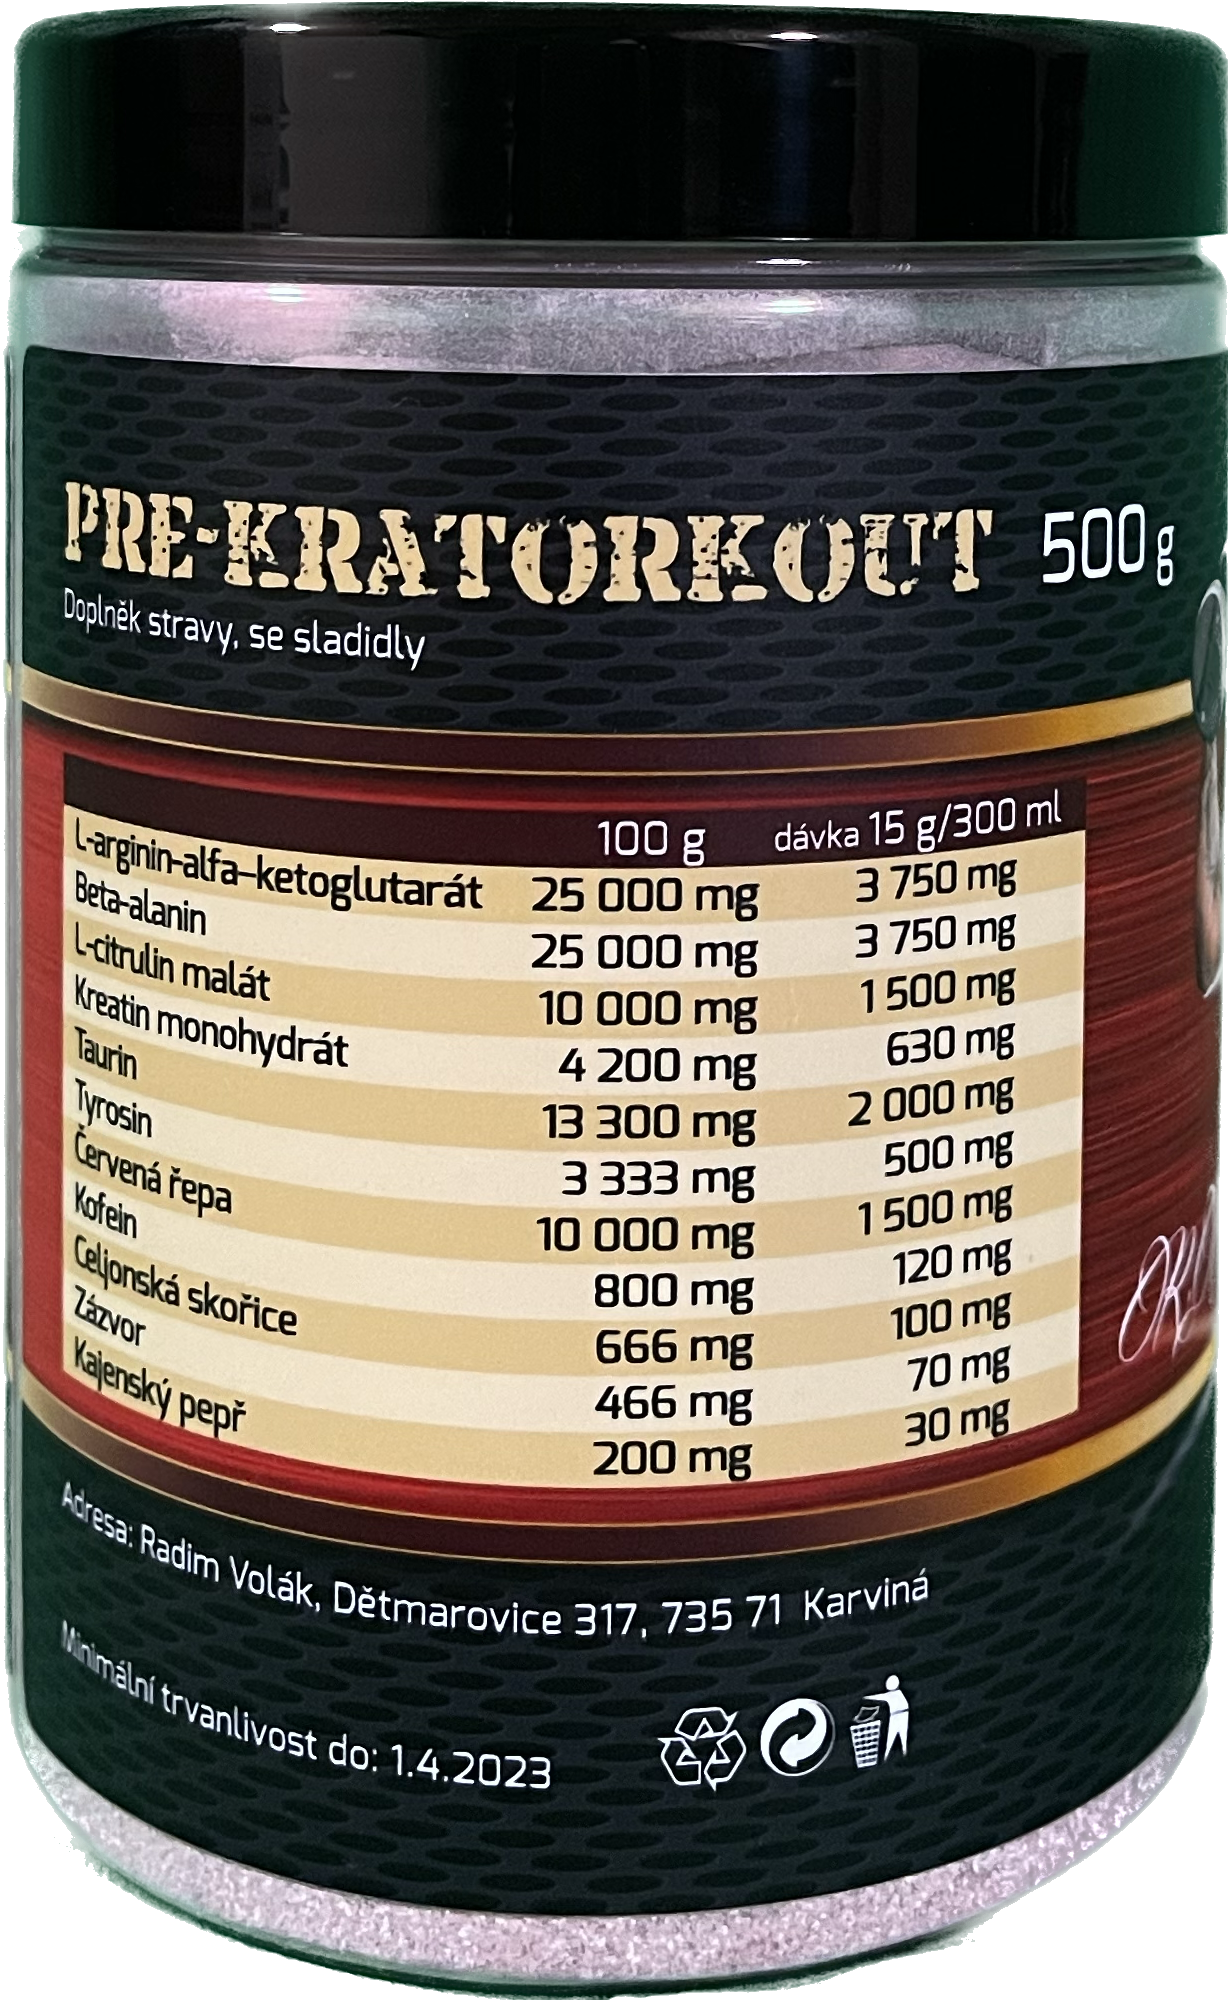 PRE-KRATORKOUT 500 g
Doplněk stravy, se sladidly
100 g dávka 15 g/300 ml
L-arginin-alfa-ketoglutarát 25 000 mg 3 750 mg
Beta-alanin 25 000 mg 3 750 mg
L-citrulin malát 10 000 mg 1 500 mg
Kreatin monohydrát 4 200 mg 630 mg
Taurin 13 300 mg 2 000 mg
Tyrosin 3 333 mg 500 mg
Červená řepa 10 000 mg 1 500 mg
Kofein 800 mg 120 mg
Celjonská skořice 666 mg 100 mg
Zázvor 466 mg 70 mg
Kajenský pepř 200 mg 30 mg
Adresa: Radim Volák, Dětmarovice 317, 735 71 Karviná
Minimální trvanlivost do: 1.4.2023